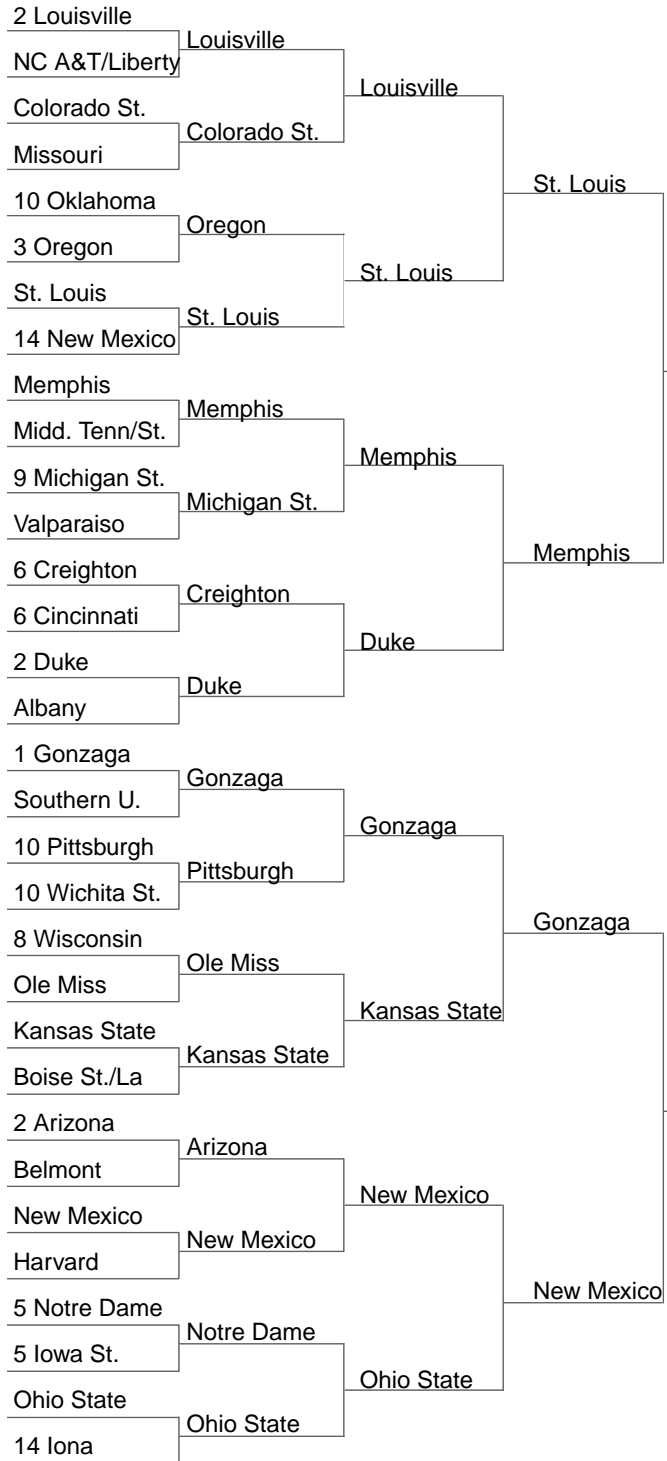 2 Louisville
Louisville
NC A&T/Liberty
Louisville
Colorado St.
Colorado St.
Missouri
St. Louis
10 Oklahoma
Oregon
3 Oregon
St. Louis
St. Louis
St. Louis
14 New Mexico
Memphis
Memphis
Midd. Tenn/St.
Memphis
9 Michigan St.
Michigan St.
Valparaiso
Memphis
6 Creighton
Creighton
6 Cincinnati
Duke
2 Duke
Duke
Albany
1 Gonzaga
Gonzaga
Southern U.
Gonzaga
10 Pittsburgh
Pittsburgh
10 Wichita St.
Gonzaga
8 Wisconsin
Ole Miss
Ole Miss
Kansas State
Kansas State
Kansas State
Boise St./La
2 Arizona
Arizona
Belmont
New Mexico
New Mexico
New Mexico
Harvard
New Mexico
5 Notre Dame
Notre Dame
5 Iowa St.
Ohio State
Ohio State
Ohio State
14 Iona